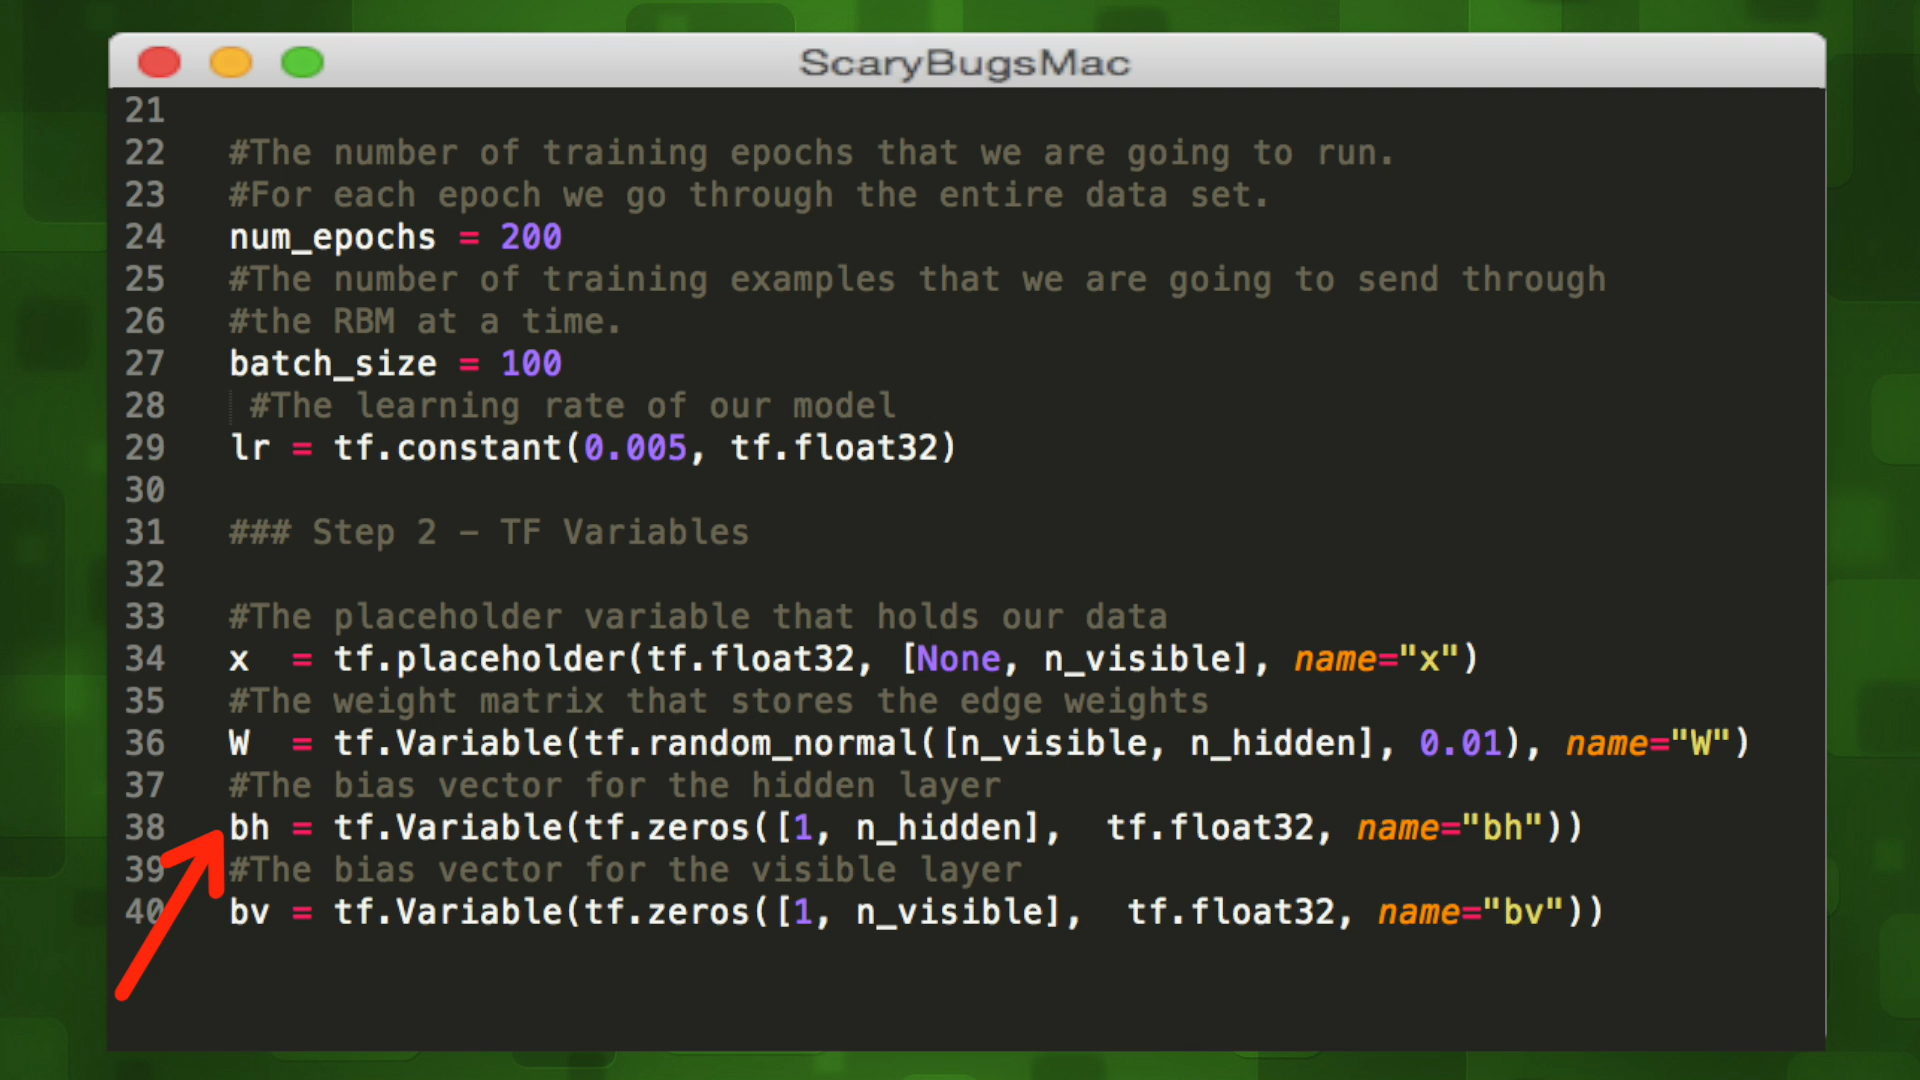 ScaryBugsMac
21
22 #The number of training epochs that we are going to run.
23 #For each epoch we go through the entire data set.
24 num_epochs = 200
25 #The number of training examples that we are going to send through
26 #the RBM at a time.
27 batch_size = 100
28 #The learning rate of our model
29 lr = tf.constant(0.005, tf.float32)
30
31 ### Step 2 - TF Variables
32
33 #The placeholder variable that holds our data
34 x  = tf.placeholder(tf.float32, [None, n_visible], name="x")
35 #The weight matrix that stores the edge weights
36 W  = tf.Variable(tf.random_normal([n_visible, n_hidden], 0.01), name="W")
37 #The bias vector for the hidden layer
38 bh = tf.Variable(tf.zeros([1, n_hidden],  tf.float32, name="bh"))
39 #The bias vector for the visible layer
40 bv = tf.Variable(tf.zeros([1, n_visible],  tf.float32, name="bv"))